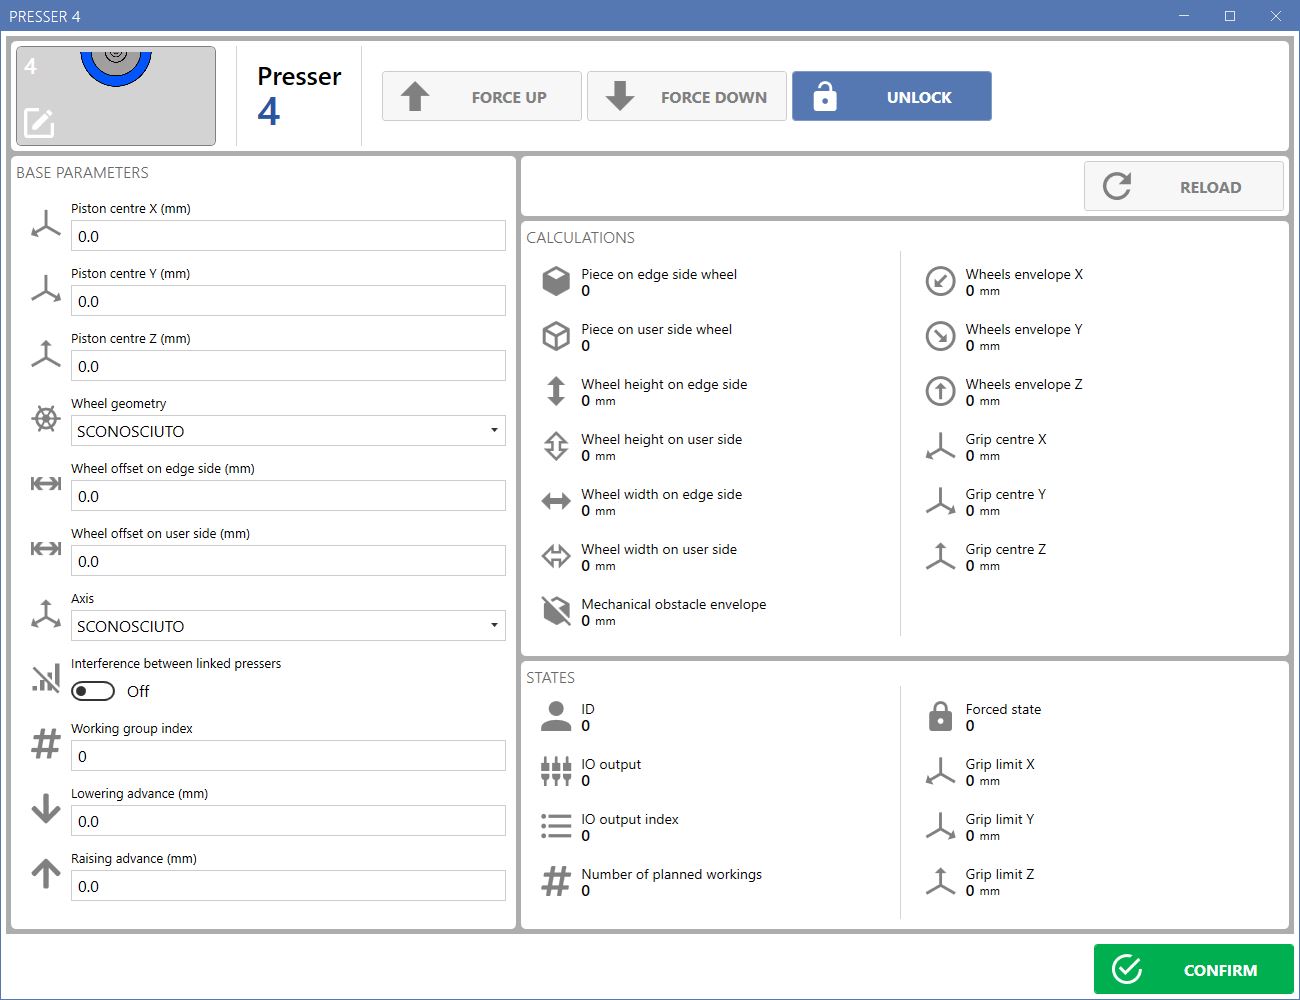 PRESSER 4
4
Presser
4
FORCE UP
FORCE DOWN
UNLOCK
BASE PARAMETERS
Piston centre X (mm)
0.0
Piston centre Y (mm)
0.0
Piston centre Z (mm)
0.0
Wheel geometry
SCONOSCIUTO
Wheel offset on edge side (mm)
0.0
Wheel offset on user side (mm)
0.0
Axis
SCONOSCIUTO
Interference between linked pressers
Off
Working group index
0
Lowering advance (mm)
0.0
Raising advance (mm)
0.0
RELOAD
CALCULATIONS
Piece on edge side wheel
0
Piece on user side wheel
0
Wheel height on edge side
0 mm
Wheel height on user side
0 mm
Wheel width on edge side
0 mm
Wheel width on user side
0 mm
Mechanical obstacle envelope
0 mm
Wheels envelope X
0 mm
Wheels envelope Y
0 mm
Wheels envelope Z
0 mm
Grip centre X
0 mm
Grip centre Y
0 mm
Grip centre Z
0 mm
STATES
ID
0
IO output
0
IO output index
0
Number of planned workings
0
Forced state
0
Grip limit X
0 mm
Grip limit Y
0 mm
Grip limit Z
0 mm
CONFIRM